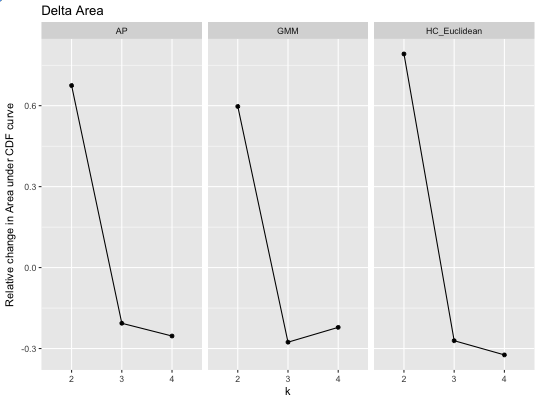 Delta Area
AP
GMM
HC_Euclidean
Relative change in Area under CDF curve
0.6
0.3
0.0
-0.3
2 3 4
2 3 4
2 3 4
k